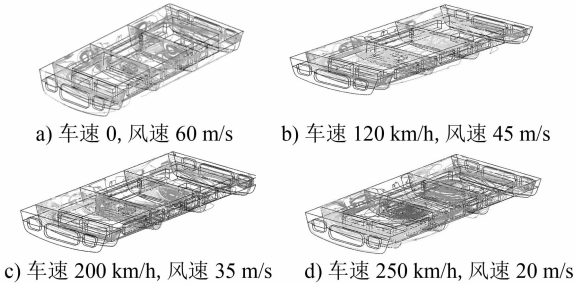 a) 车速 0, 风速 60 m/s
b) 车速 120 km/h, 风速 45 m/s
c) 车速 200 km/h, 风速 35 m/s
d) 车速 250 km/h, 风速 20 m/s